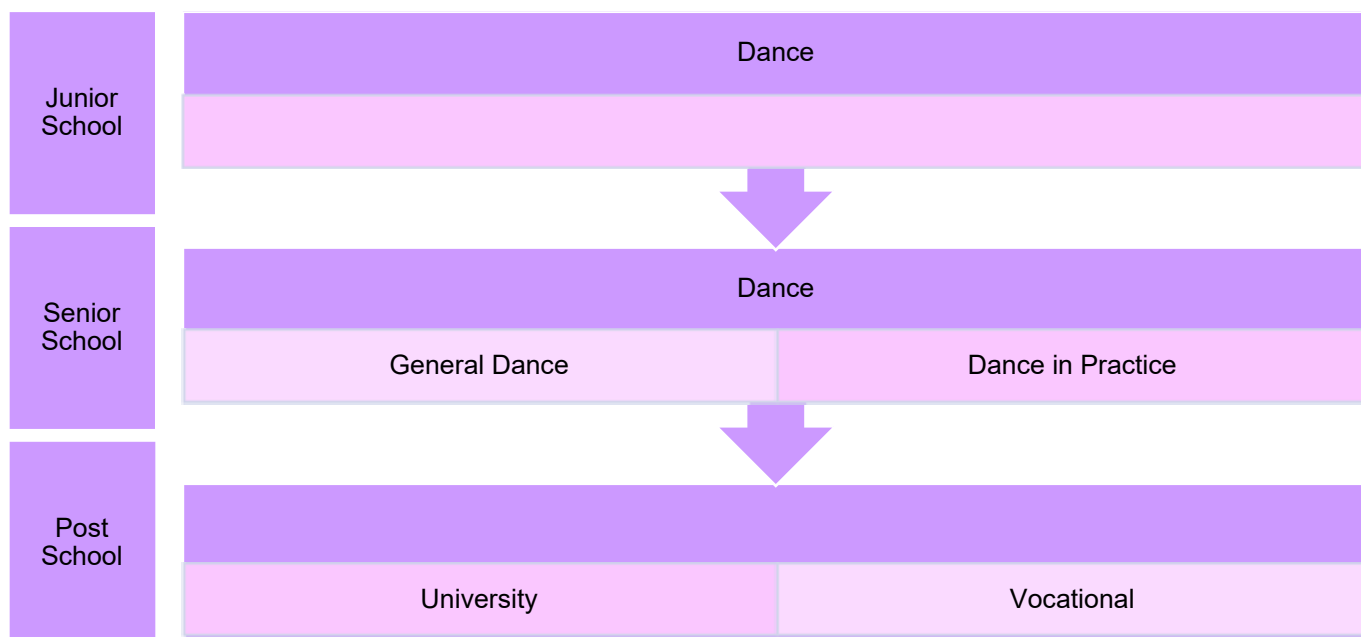 Junior
School
Dance
Senior
School
Dance
General Dance
Dance in Practice
Post
School
University
Vocational